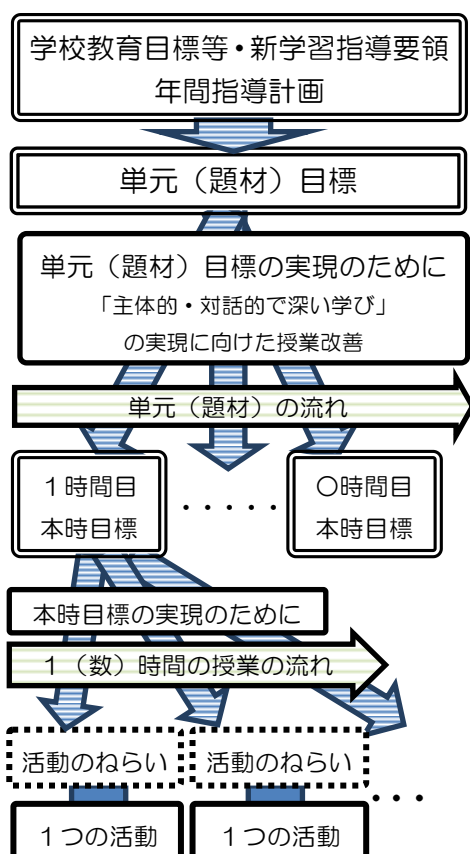 学校教育目標等・新学習指導要領
年間指導計画
単元（題材）目標
単元（題材）目標の実現のために
「主体的・対話的で深い学び」
の実現に向けた授業改善
単元（題材）の流れ
１時間目
本時目標
・・・・・
〇時間目
本時目標
本時目標の実現のために
１（数）時間の授業の流れ
活動のねらい
活動のねらい
・・・
１つの活動
１つの活動